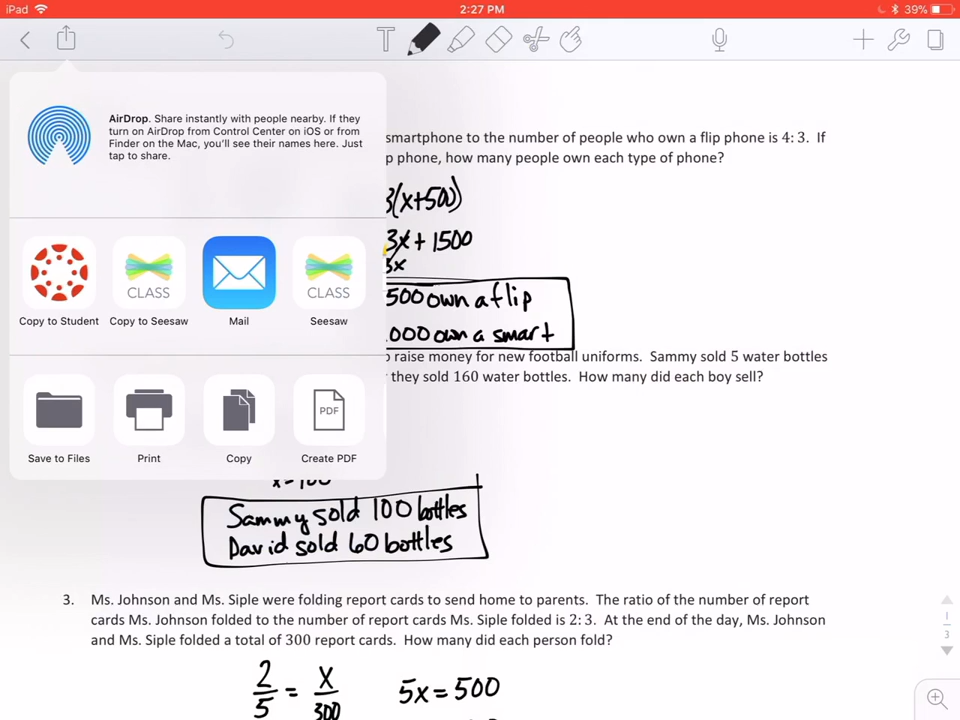 iPad
2:27 PM
39%
T
AirDrop. Share instantly with people nearby. If they
turn on AirDrop from Control Center on iOS or from
Finder on the Mac, you'll see their names here. Just
tap to share.
smartphone to the number of people who own a flip phone is 4: 3. If
p phone, how many people own each type of phone?
3(x+500)
3x + 1500
3x
500 own a flip
000 own a smart
CLASS
CLASS
Copy to Student
Copy to Seesaw
Mail
Seesaw
o raise money for new football uniforms. Sammy sold 5 water bottles
they sold 160 water bottles. How many did each boy sell?
PDF
Save to Files
Print
Copy
Create PDF
x=100
Sammy sold 100 bottles
David sold 60 bottles
3. Ms. Johnson and Ms. Siple were folding report cards to send home to parents. The ratio of the number of report
cards Ms. Johnson folded to the number of report cards Ms. Siple folded is 2: 3. At the end of the day, Ms. Johnson
and Ms. Siple folded a total of 300 report cards. How many did each person fold?
1
3
2/5 = x/300
5x = 500